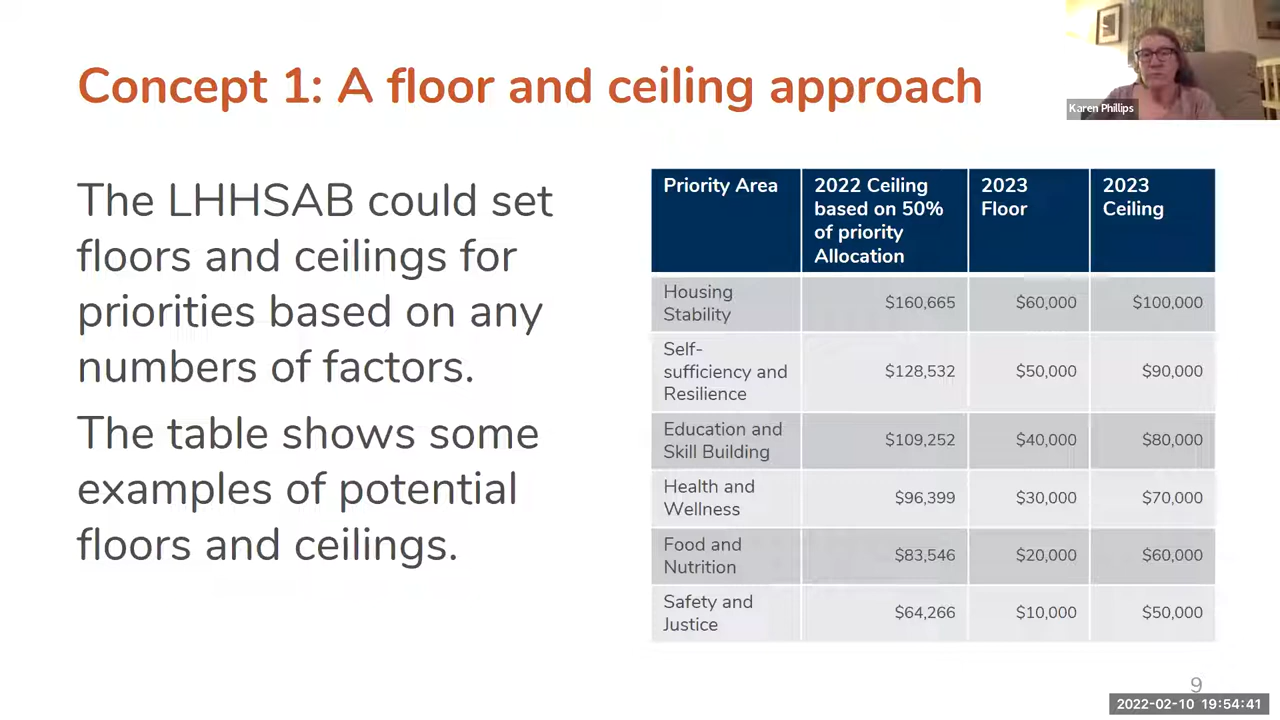 Concept 1: A floor and ceiling approach
Karen Phillips
The LHHSAB could set
floors and ceilings for
priorities based on any
numbers of factors.
The table shows some
examples of potential
floors and ceilings.
Priority Area
2022 Ceiling
based on 50%
of priority
Allocation
2023
Floor
2023
Ceiling
Housing
Stability
$160,665
$60,000
$100,000
Self-
sufficiency and
Resilience
$128,532
$50,000
$90,000
Education and
Skill Building
$109,252
$40,000
$80,000
Health and
Wellness
$96,399
$30,000
$70,000
Food and
Nutrition
$83,546
$20,000
$60,000
Safety and
Justice
$64,266
$10,000
$50,000
9
2022-02-10 19:54:41